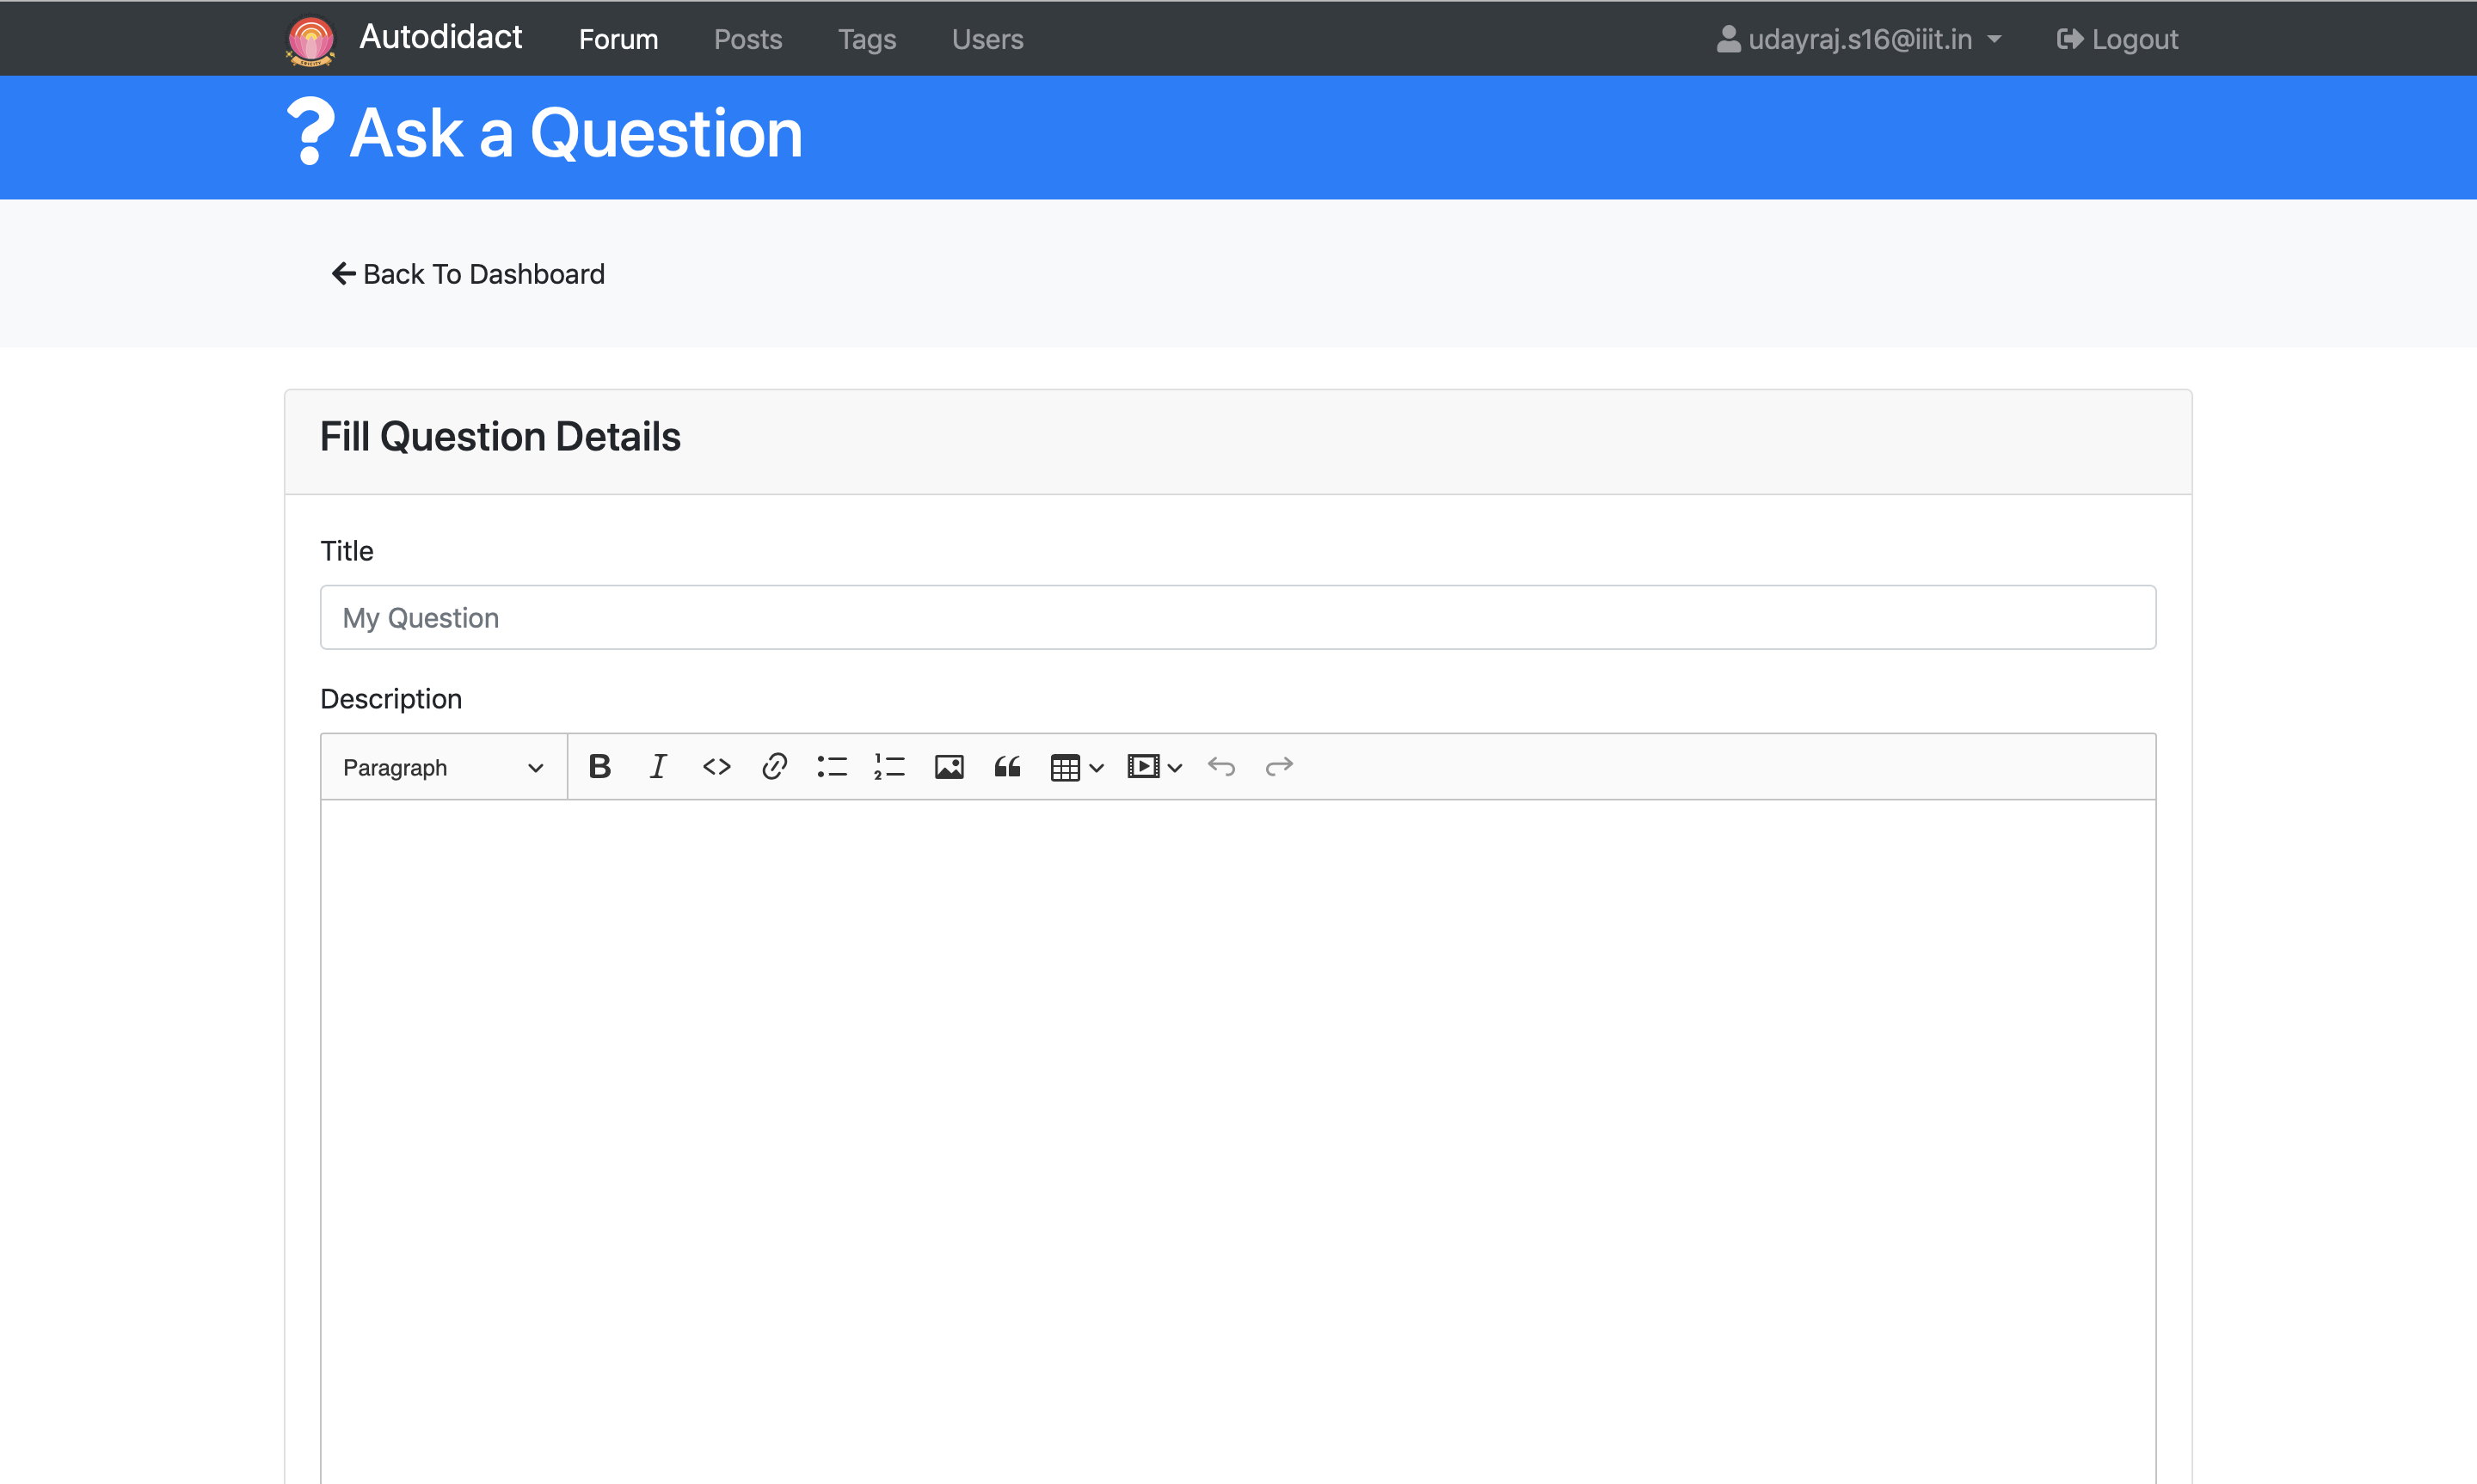 Autodidact Forum Posts Tags Users udayraj.s16@iiit.in Logout
Ask a Question
Back To Dashboard
Fill Question Details
Title
My Question
Description
Paragraph